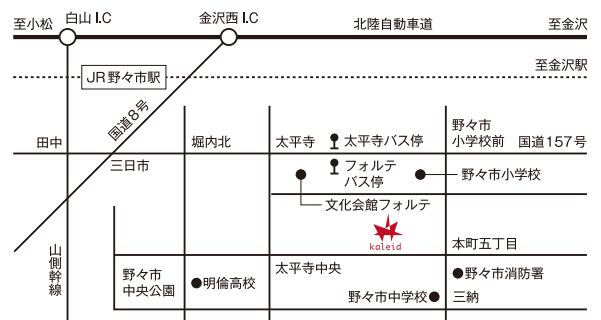 至小松
白山I.C
金沢西I.C
北陸自動車道
至金沢
至金沢駅
JR野々市駅
国道8号
田中
三日市
堀内北
太平寺
太平寺バス停
野々市
小学校前
国道157号
フォルテ
バス停
野々市小学校
文化会館フォルテ
kaleid
本町五丁目
山側幹線
野々市
中央公園
明倫高校
太平寺中央
野々市消防署
野々市中学校
三納